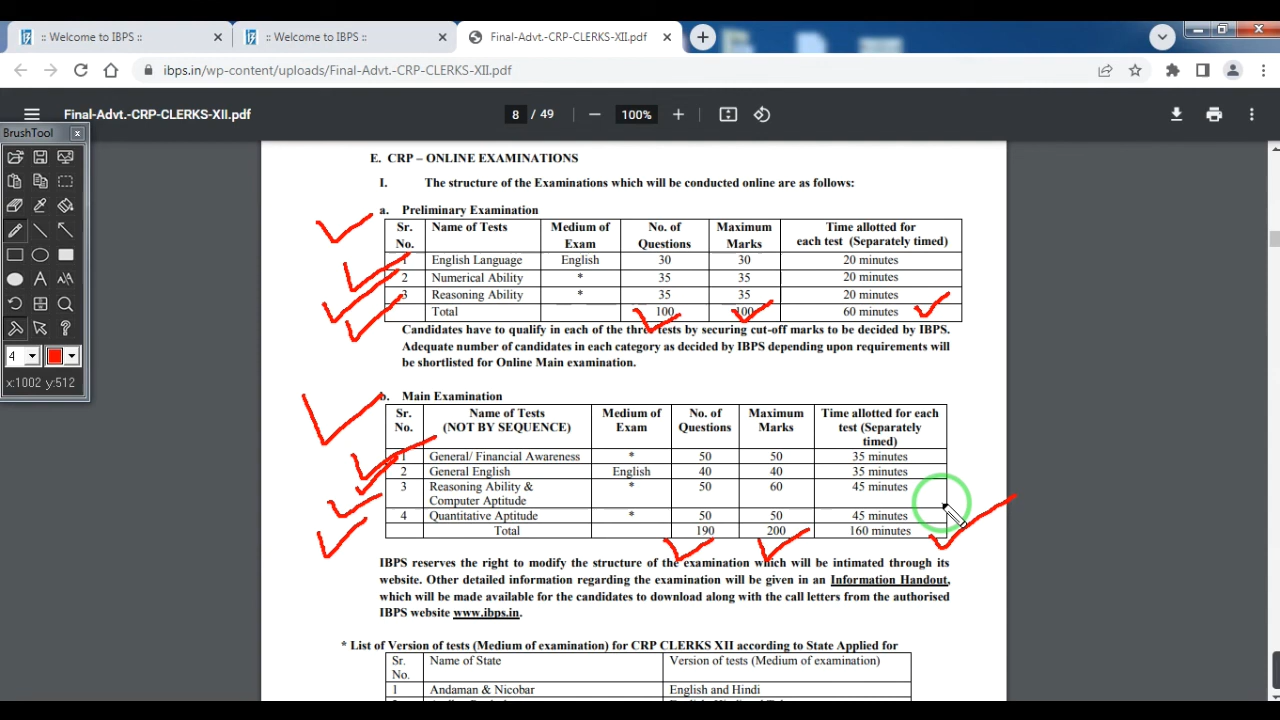 :: Welcome to IBPS ::
:: Welcome to IBPS ::
Final-Advt.-CRP-CLERKS-XII.pdf
ibps.in/wp-content/uploads/Final-Advt.-CRP-CLERKS-XII.pdf
Final-Advt.-CRP-CLERKS-XII.pdf
8 / 49
100%
BrushTool
4
x:1002 y:512
E. CRP – ONLINE EXAMINATIONS
I. The structure of the Examinations which will be conducted online are as follows:
a. Preliminary Examination
Sr. No. Name of Tests Medium of Exam No. of Questions Maximum Marks Time allotted for each test (Separately timed)
1 English Language English 30 30 20 minutes
2 Numerical Ability * 35 35 20 minutes
3 Reasoning Ability * 35 35 20 minutes
Total 100 100 60 minutes
Candidates have to qualify in each of the three tests by securing cut-off marks to be decided by IBPS.
Adequate number of candidates in each category as decided by IBPS depending upon requirements will
be shortlisted for Online Main examination.
b. Main Examination
Sr. No. Name of Tests (NOT BY SEQUENCE) Medium of Exam No. of Questions Maximum Marks Time allotted for each test (Separately timed)
1 General/ Financial Awareness * 50 50 35 minutes
2 General English English 40 40 35 minutes
3 Reasoning Ability & Computer Aptitude * 50 60 45 minutes
4 Quantitative Aptitude * 50 50 45 minutes
Total 190 200 160 minutes
IBPS reserves the right to modify the structure of the examination which will be intimated through its
website. Other detailed information regarding the examination will be given in an Information Handout,
which will be made available for the candidates to download along with the call letters from the authorised
IBPS website www.ibps.in.
* List of Version of tests (Medium of examination) for CRP CLERKS XII according to State Applied for
Sr. No. Name of State Version of tests (Medium of examination)
1 Andaman & Nicobar English and Hindi